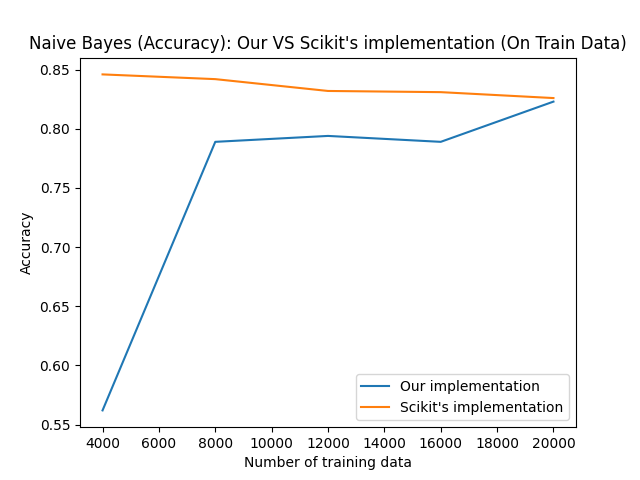 Naive Bayes (Accuracy): Our VS Scikit's implementation (On Train Data)
0.85
0.80
0.75
0.70
0.65
0.60
0.55
Accuracy
4000 6000 8000 10000 12000 14000 16000 18000 20000
Number of training data
Our implementation
Scikit's implementation